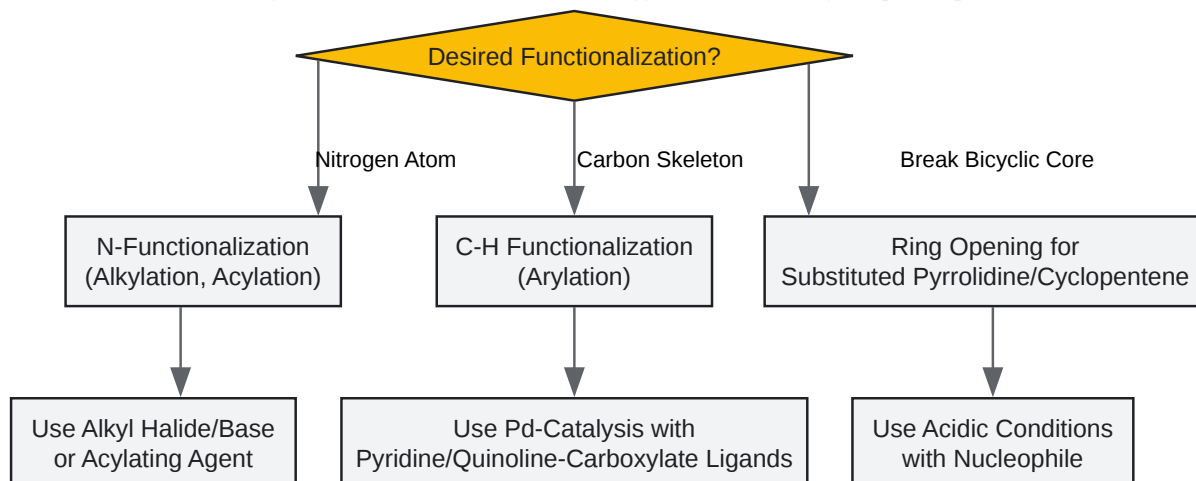 Desired Functionalization?
Nitrogen Atom
Carbon Skeleton
Break Bicyclic Core
N-Functionalization
(Alkylation, Acylation)
C-H Functionalization
(Arylation)
Ring Opening for
Substituted Pyrrolidine/Cyclopentene
Use Alkyl Halide/Base
or Acylating Agent
Use Pd-Catalysis with
Pyridine/Quinoline-Carboxylate Ligands
Use Acidic Conditions
with Nucleophile